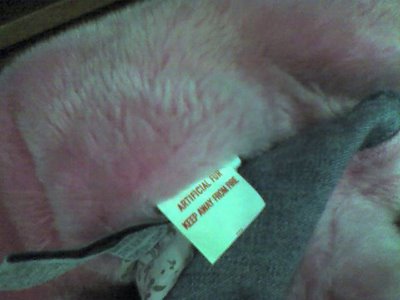 ARTIFICIAL FUR
KEEP AWAY FROM FIRE